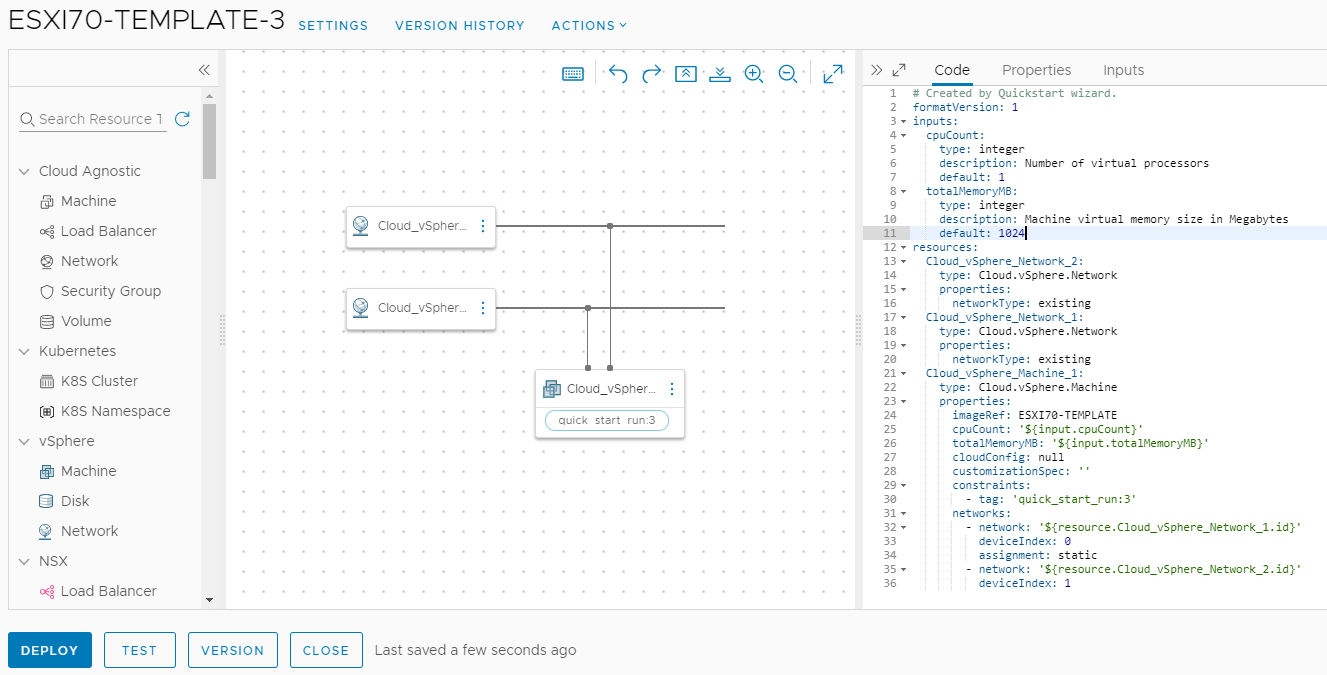 ESXI70-TEMPLATE-3 SETTINGS VERSION HISTORY ACTIONS
Search Resource T
Cloud Agnostic
Machine
Load Balancer
Network
Security Group
Volume
Kubernetes
K8S Cluster
K8S Namespace
vSphere
Machine
Disk
Network
NSX
Load Balancer
Cloud_vSpher...
Cloud_vSpher...
Cloud_vSpher...
quick_start_run:3
Code Properties Inputs
1 # Created by Quickstart wizard.
2 formatVersion: 1
3 inputs:
4 cpuCount:
5 type: integer
6 description: Number of virtual processors
7 default: 1
8 totalMemoryMB:
9 type: integer
10 description: Machine virtual memory size in Megabytes
11 default: 1024
12 resources:
13 Cloud_vSphere_Network_2:
14 type: Cloud.vSphere.Network
15 properties:
16 networkType: existing
17 Cloud_vSphere_Network_1:
18 type: Cloud.vSphere.Network
19 properties:
20 networkType: existing
21 Cloud_vSphere_Machine_1:
22 type: Cloud.vSphere.Machine
23 properties:
24 imageRef: ESXI70-TEMPLATE
25 cpuCount: '${input.cpuCount}'
26 totalMemoryMB: '${input.totalMemoryMB}'
27 cloudConfig: null
28 customizationSpec: ''
29 constraints:
30 - tag: 'quick_start_run:3'
31 networks:
32 - network: '${resource.Cloud_vSphere_Network_1.id}'
33 deviceIndex: 0
34 assignment: static
35 - network: '${resource.Cloud_vSphere_Network_2.id}'
36 deviceIndex: 1
DEPLOY TEST VERSION CLOSE Last saved a few seconds ago